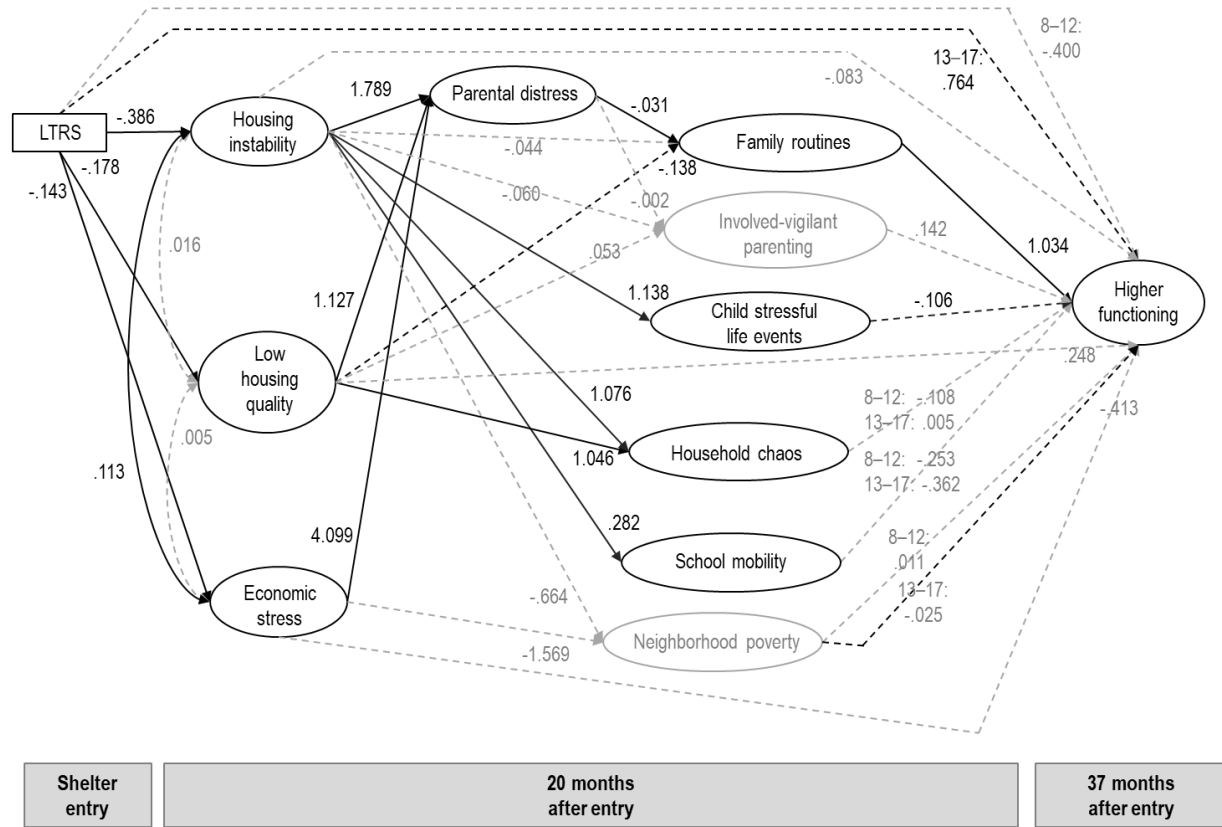 8–12:
-.400
13–17:
.764
-.083
1.789
Parental distress
-.031
-.386
LTRS
Housing
instability
Family routines
-.044
-.138
-.178
-.143
-.060
-.002
Involved-vigilant
parenting
.142
.016
.053
1.034
1.127
1.138
Child stressful
life events
-.106
Higher
functioning
Low
housing
quality
.248
1.076
8–12: -.108
13–17: .005
-.413
.005
Household chaos
1.046
8–12: -.253
13–17: -.362
.113
4.099
.282
School mobility
8–12:
.011
13–17:
-.025
Economic
stress
-.664
Neighborhood poverty
-1.569
Shelter
entry
20 months
after entry
37 months
after entry